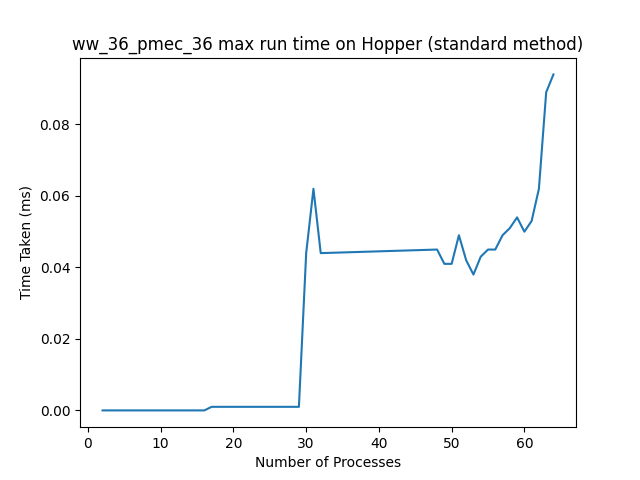 ww_36_pmec_36 max run time on Hopper (standard method)
0.08
0.06
0.04
0.02
0.00
Time Taken (ms)
0 10 20 30 40 50 60
Number of Processes